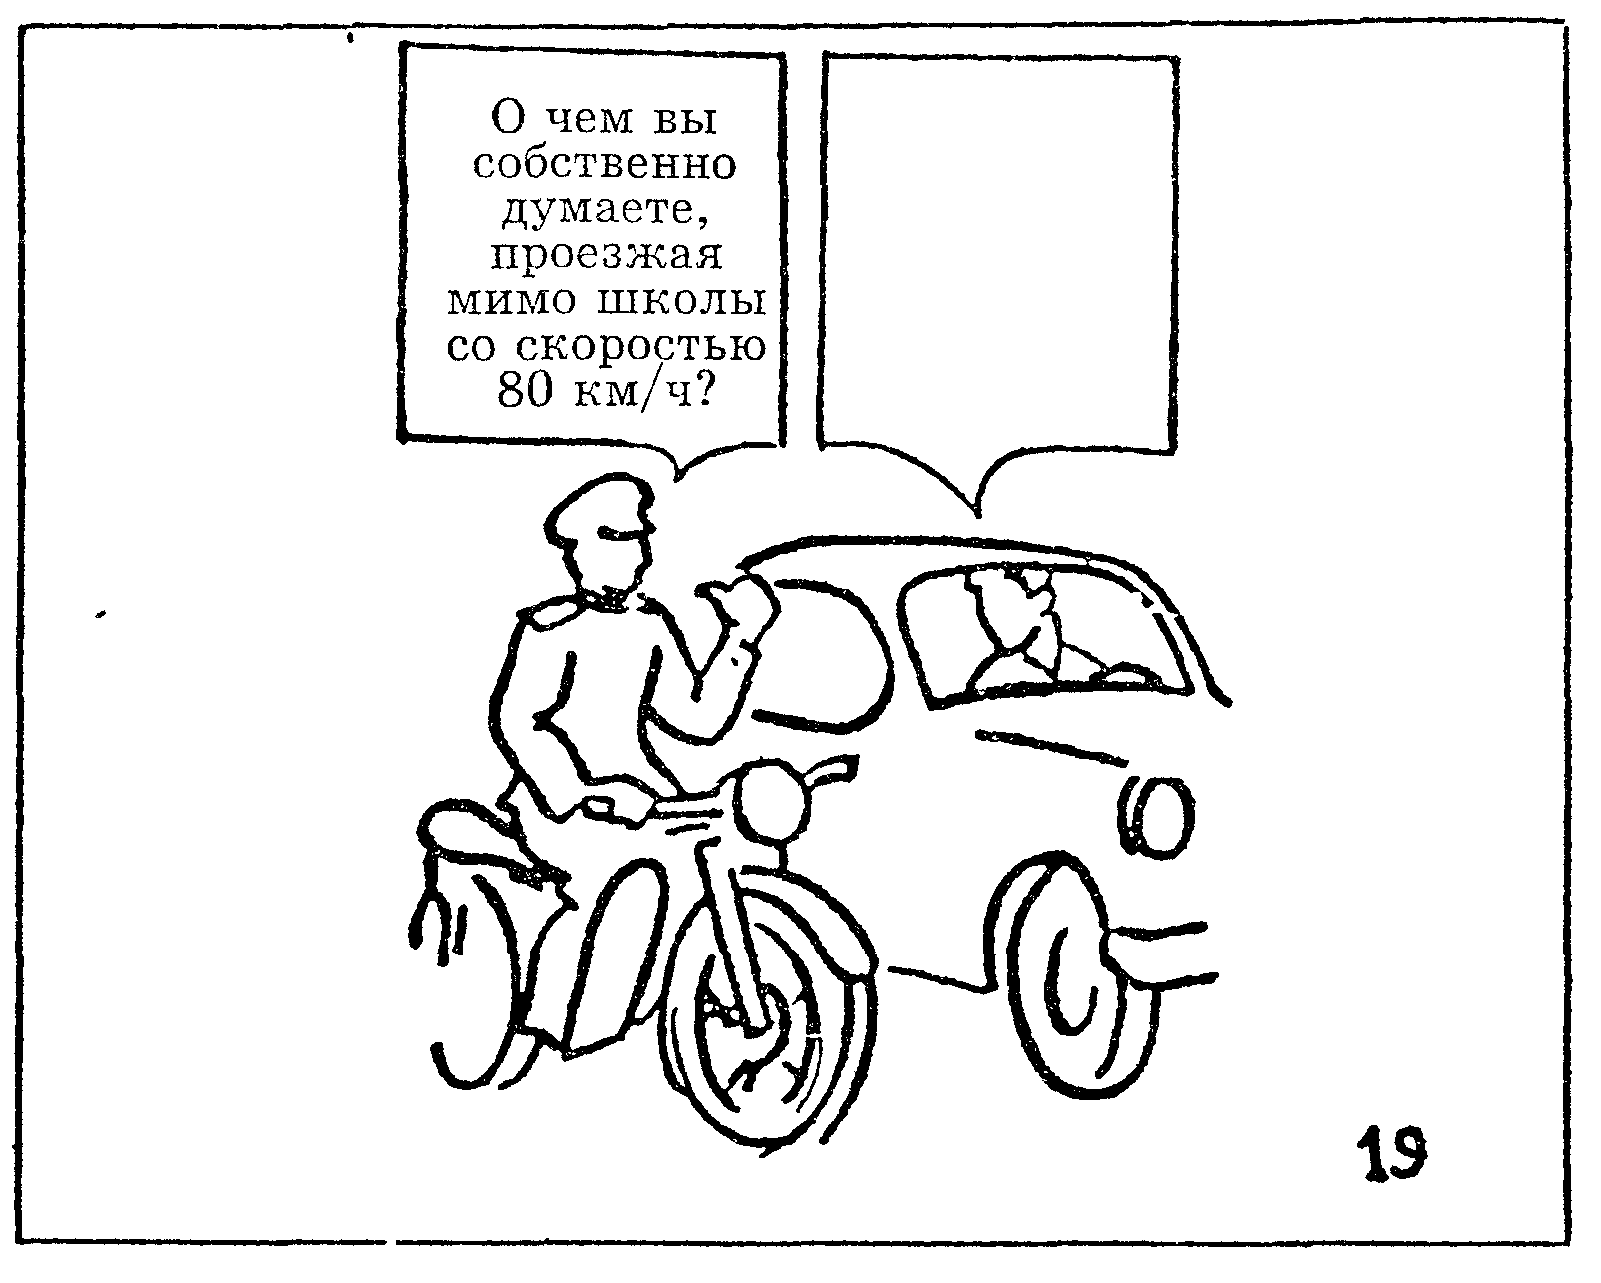 О чем вы
собственно
думаете,
проезжая
мимо школы
со скоростью
80 км/ч?
19